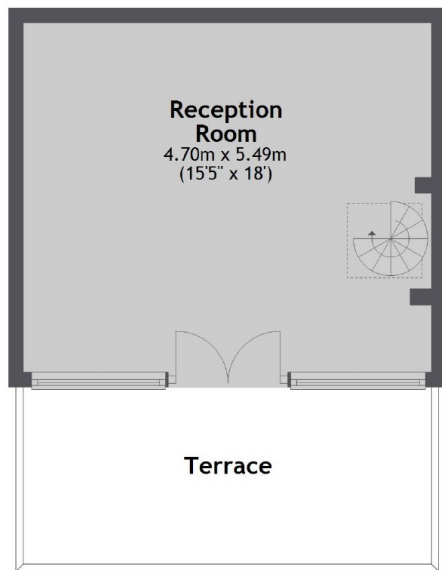 Reception
Room
4.70m x 5.49m
(15'5" x 18')
Terrace